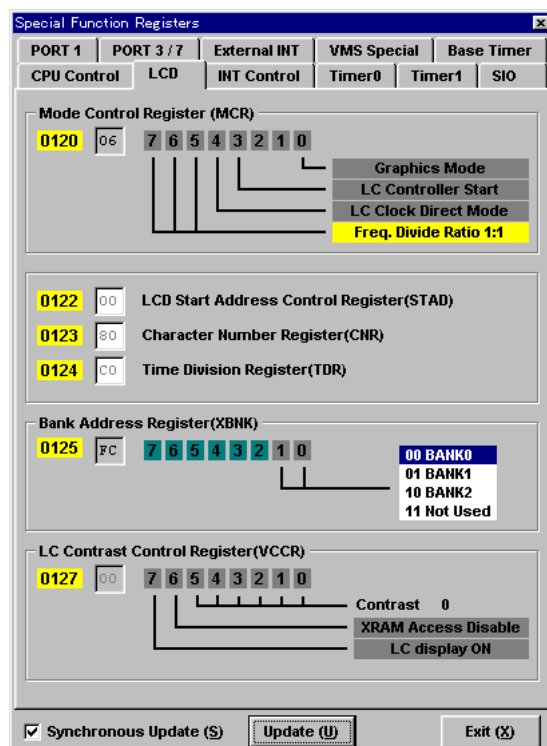 Special Function Registers
PORT 1 PORT 3 / 7 External INT VMS Special Base Timer
CPU Control LCD INT Control Timer0 Timer1 SIO
Mode Control Register (MCR)
0120 06 7 6 5 4 3 2 1 0
Graphics Mode
LC Controller Start
LC Clock Direct Mode
Freq. Divide Ratio 1:1
0122 00 LCD Start Address Control Register(STAD)
0123 80 Character Number Register(CNR)
0124 C0 Time Division Register(TDR)
Bank Address Register(XBNK)
0125 FC 7 6 5 4 3 2 1 0
00 BANK0
01 BANK1
10 BANK2
11 Not Used
LC Contrast Control Register(VCCR)
0127 00 7 6 5 4 3 2 1 0
Contrast 0
XRAM Access Disable
LC display ON
Synchronous Update (S) Update (U) Exit (X)